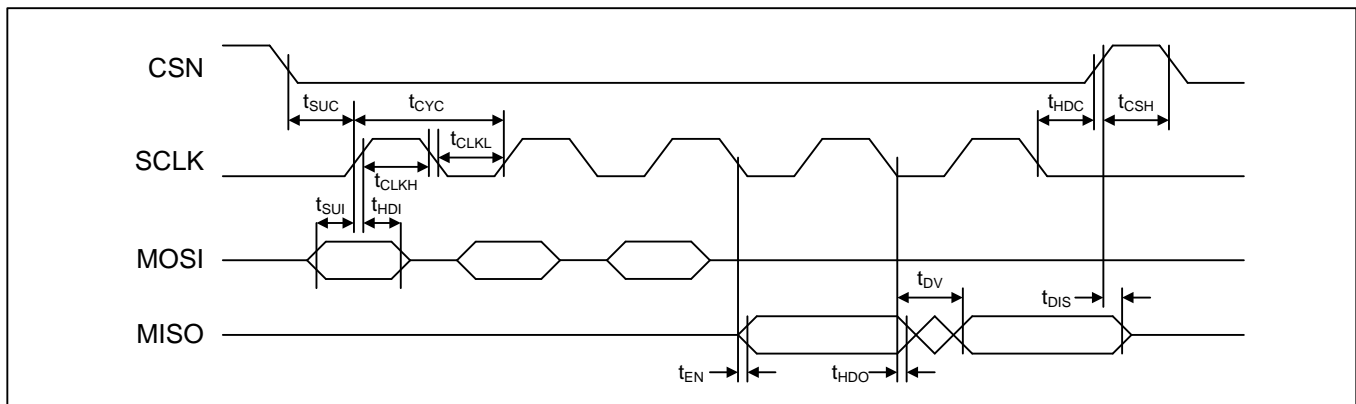 CSN
tSUC
tCYC
tHDC
tCSH
SCLK
tCLKL
tCLKH
tSUI
tHDI
MOSI
tDV
tDIS
MISO
tEN
tHDO